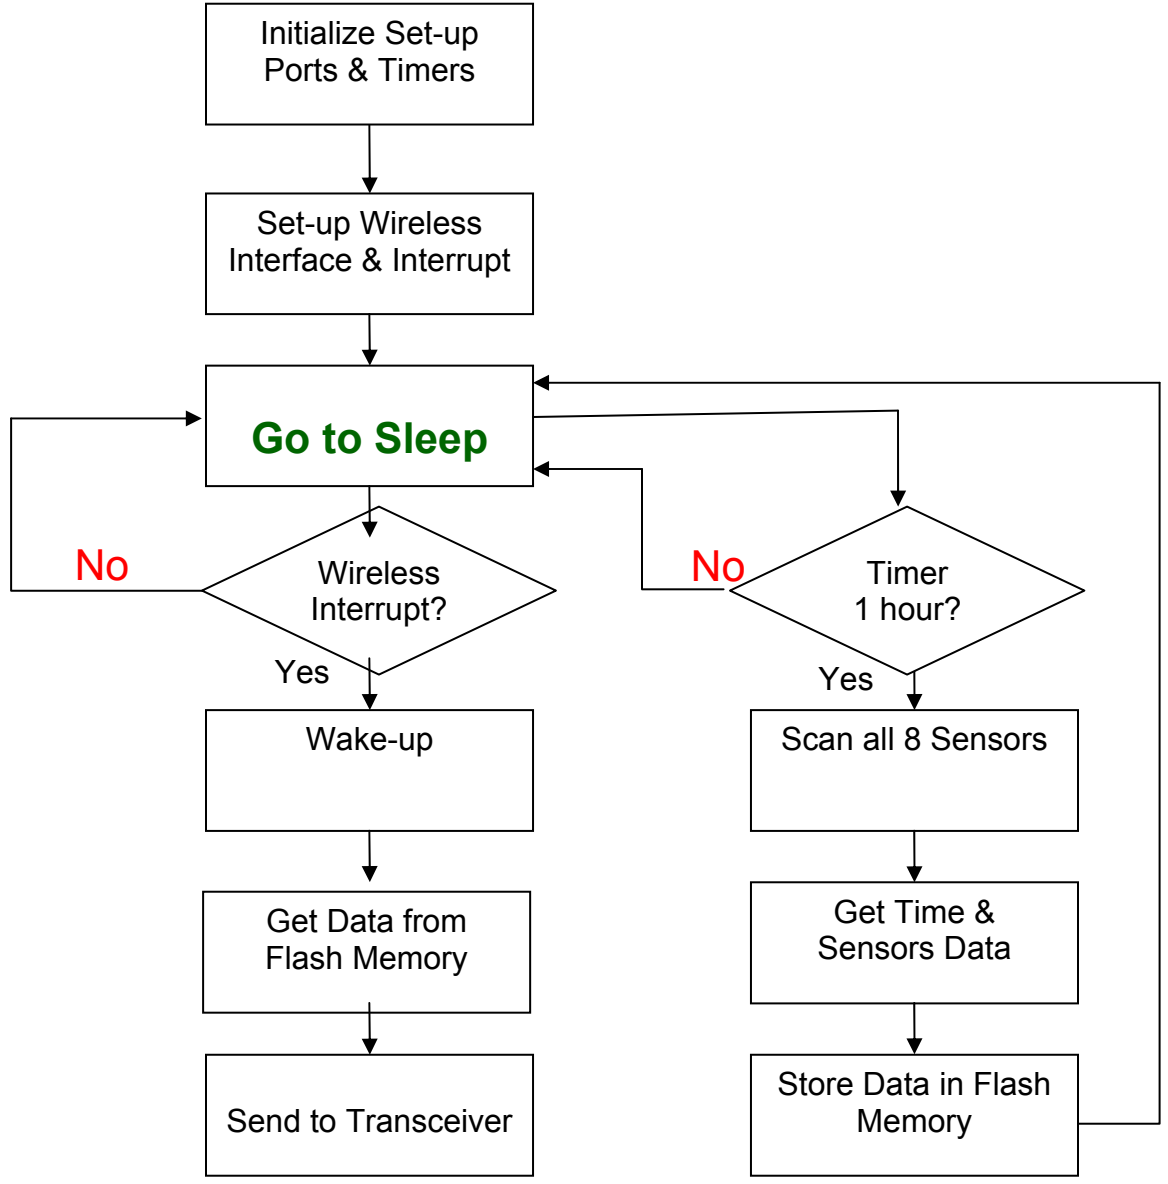 Initialize Set-up
Ports & Timers
Set-up Wireless
Interface & Interrupt
Go to Sleep
No
Wireless
Interrupt?
Yes
Wake-up
Get Data from
Flash Memory
Send to Transceiver
No
Timer
1 hour?
Yes
Scan all 8 Sensors
Get Time &
Sensors Data
Store Data in Flash
Memory